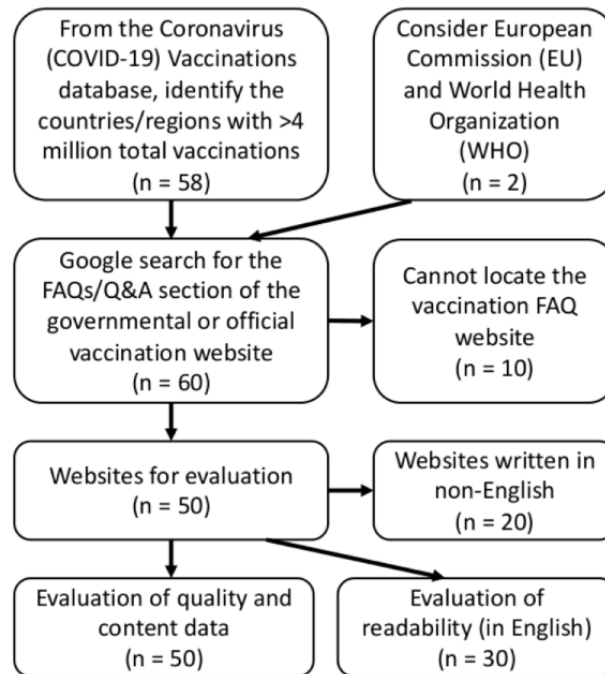 From the Coronavirus
(COVID-19) Vaccinations
database, identify the
countries/regions with >4
million total vaccinations
(n = 58)
Consider European
Commission (EU)
and World Health
Organization
(WHO)
(n = 2)
Google search for the
FAQs/Q&A section of the
governmental or official
vaccination website
(n = 60)
Cannot locate the
vaccination FAQ
website
(n = 10)
Websites for evaluation
(n = 50)
Websites written in
non-English
(n = 20)
Evaluation of quality and
content data
(n = 50)
Evaluation of
readability (in English)
(n = 30)